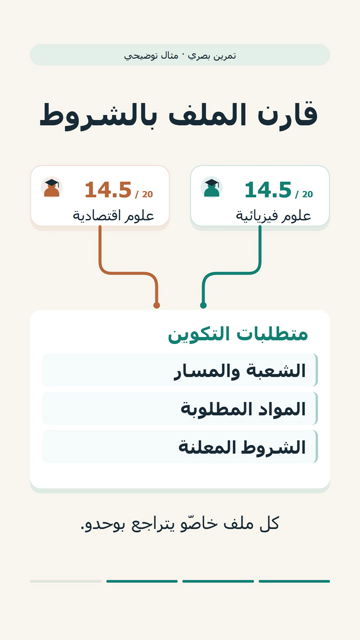 تمرين بصري · مثال توضيحي
قارن الملف بالشروط
14.5 / 20
علوم فيزيائية
14.5 / 20
علوم اقتصادية
متطلبات التكوين
الشعبة والمسار
المواد المطلوبة
الشروط المعلنة
كل ملف خاصّو يتراجع بوحدو.